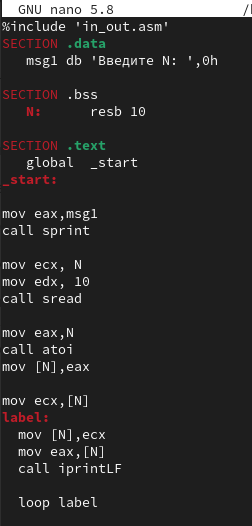 GNU nano 5.8 /
%include 'in_out.asm'
SECTION .data
msg1 db 'Введите N: ',0h
SECTION .bss
N: resb 10
SECTION .text
global _start
_start:
mov eax,msg1
call sprint
mov ecx, N
mov edx, 10
call sread
mov eax,N
call atoi
mov [N],eax
mov ecx,[N]
label:
mov [N],ecx
mov eax,[N]
call iprintLF
loop label